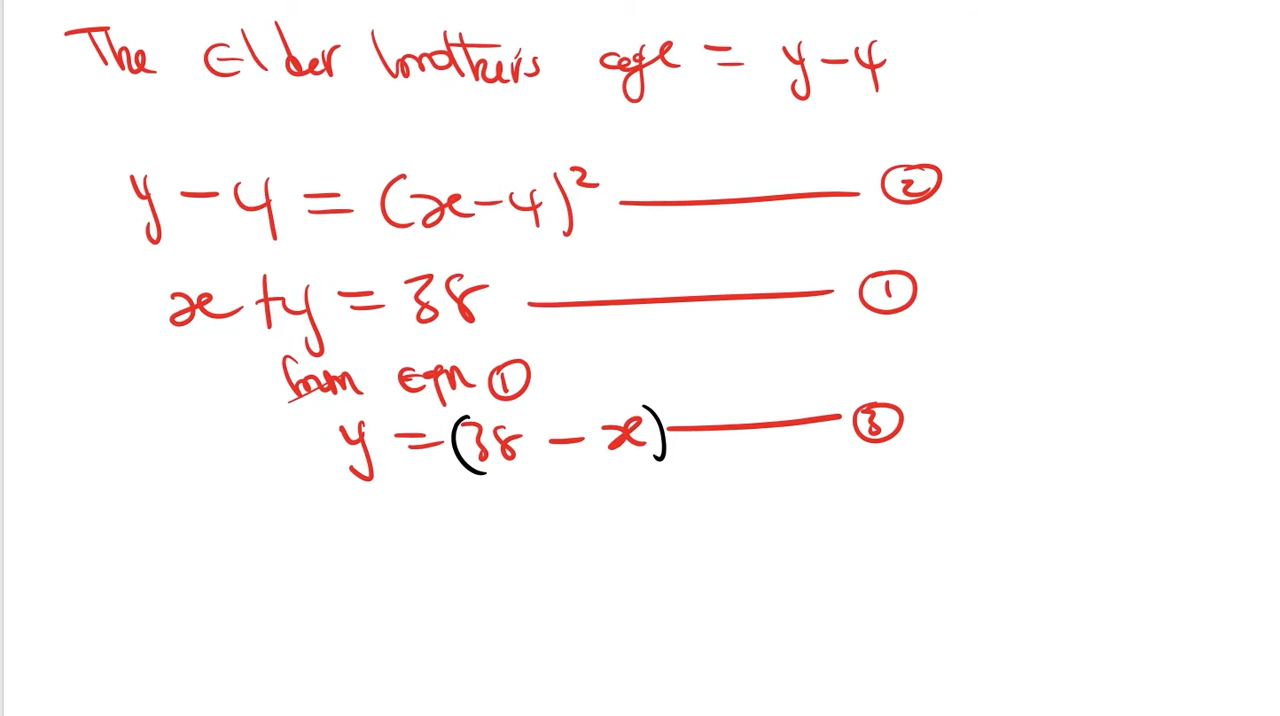 The Elder brother's age = y - 4
y - 4 = (x - 4)² ——— ②
x + y = 38 ——— ①
from eqn ①
y = (38 - x) ——— ③